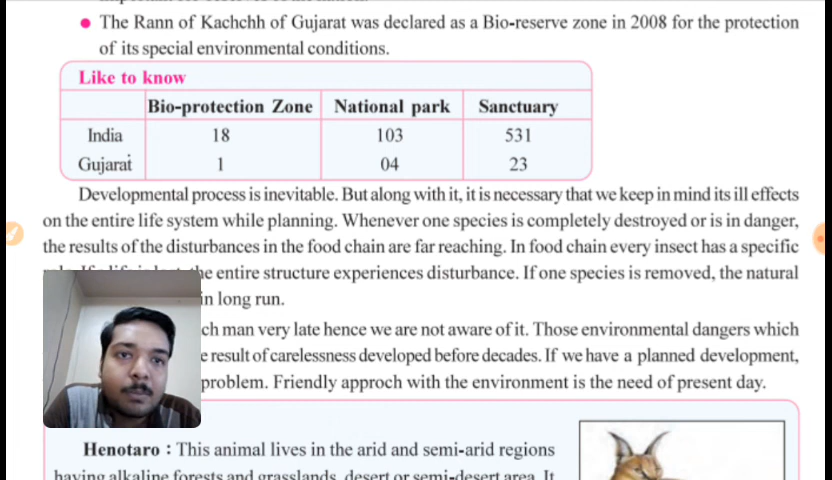 The Rann of Kachchh of Gujarat was declared as a Bio-reserve zone in 2008 for the protection
of its special environmental conditions.
Like to know
Bio-protection Zone National park Sanctuary
India 18 103 531
Gujarat 1 04 23
Developmental process is inevitable. But along with it, it is necessary that we keep in mind its ill effects
on the entire life system while planning. Whenever one species is completely destroyed or is in danger,
the results of the disturbances in the food chain are far reaching. In food chain every insect has a specific
the entire structure experiences disturbance. If one species is removed, the natural
in long run.
ch man very late hence we are not aware of it. Those environmental dangers which
e result of carelessness developed before decades. If we have a planned development,
problem. Friendly approch with the environment is the need of present day.
Henotaro : This animal lives in the arid and semi-arid regions
having alkaline forests and grasslands, desert or semi-desert area. It